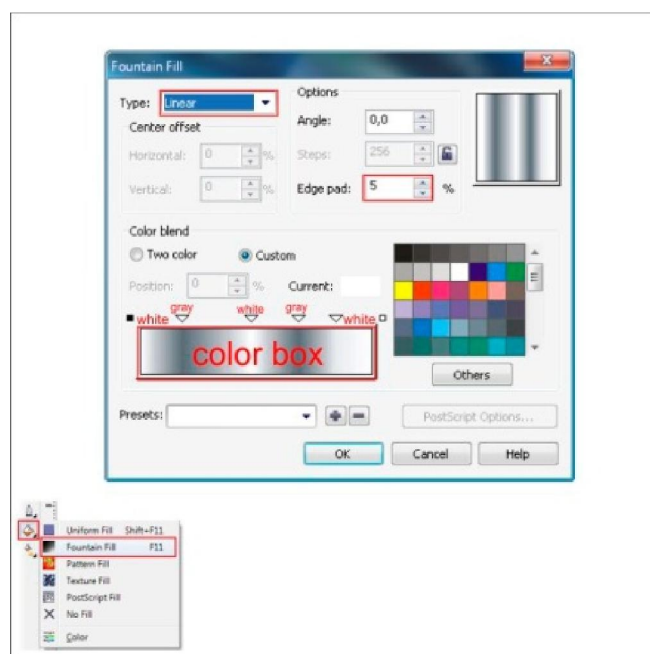 Fountain Fill
Type: Linear
Options
Center offset
Angle: 0,0
Horizontal: 0 %
Steps: 256
Vertical: 0 %
Edge pad: 5 %
Color blend
Two color Custom
Position: 0 % Current:
white gray white gray white
color box
Others
Presets: PostScript Options...
OK Cancel Help
Uniform Fill Shift+F11
Fountain Fill F11
Pattern Fill
Texture Fill
PostScript Fill
No Fill
Color